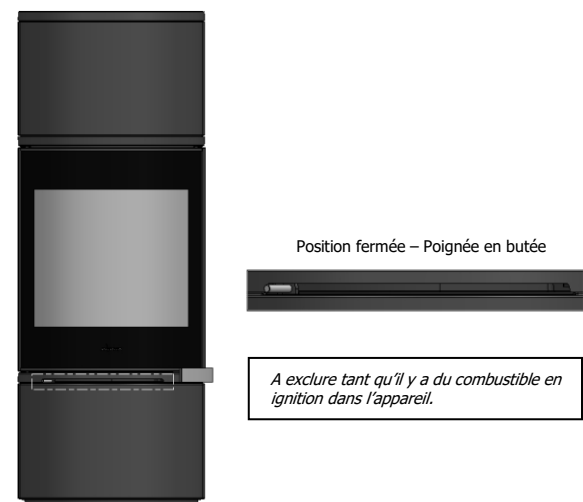 Position fermée – Poignée en butée
A exclure tant qu’il y a du combustible en
ignition dans l’appareil.